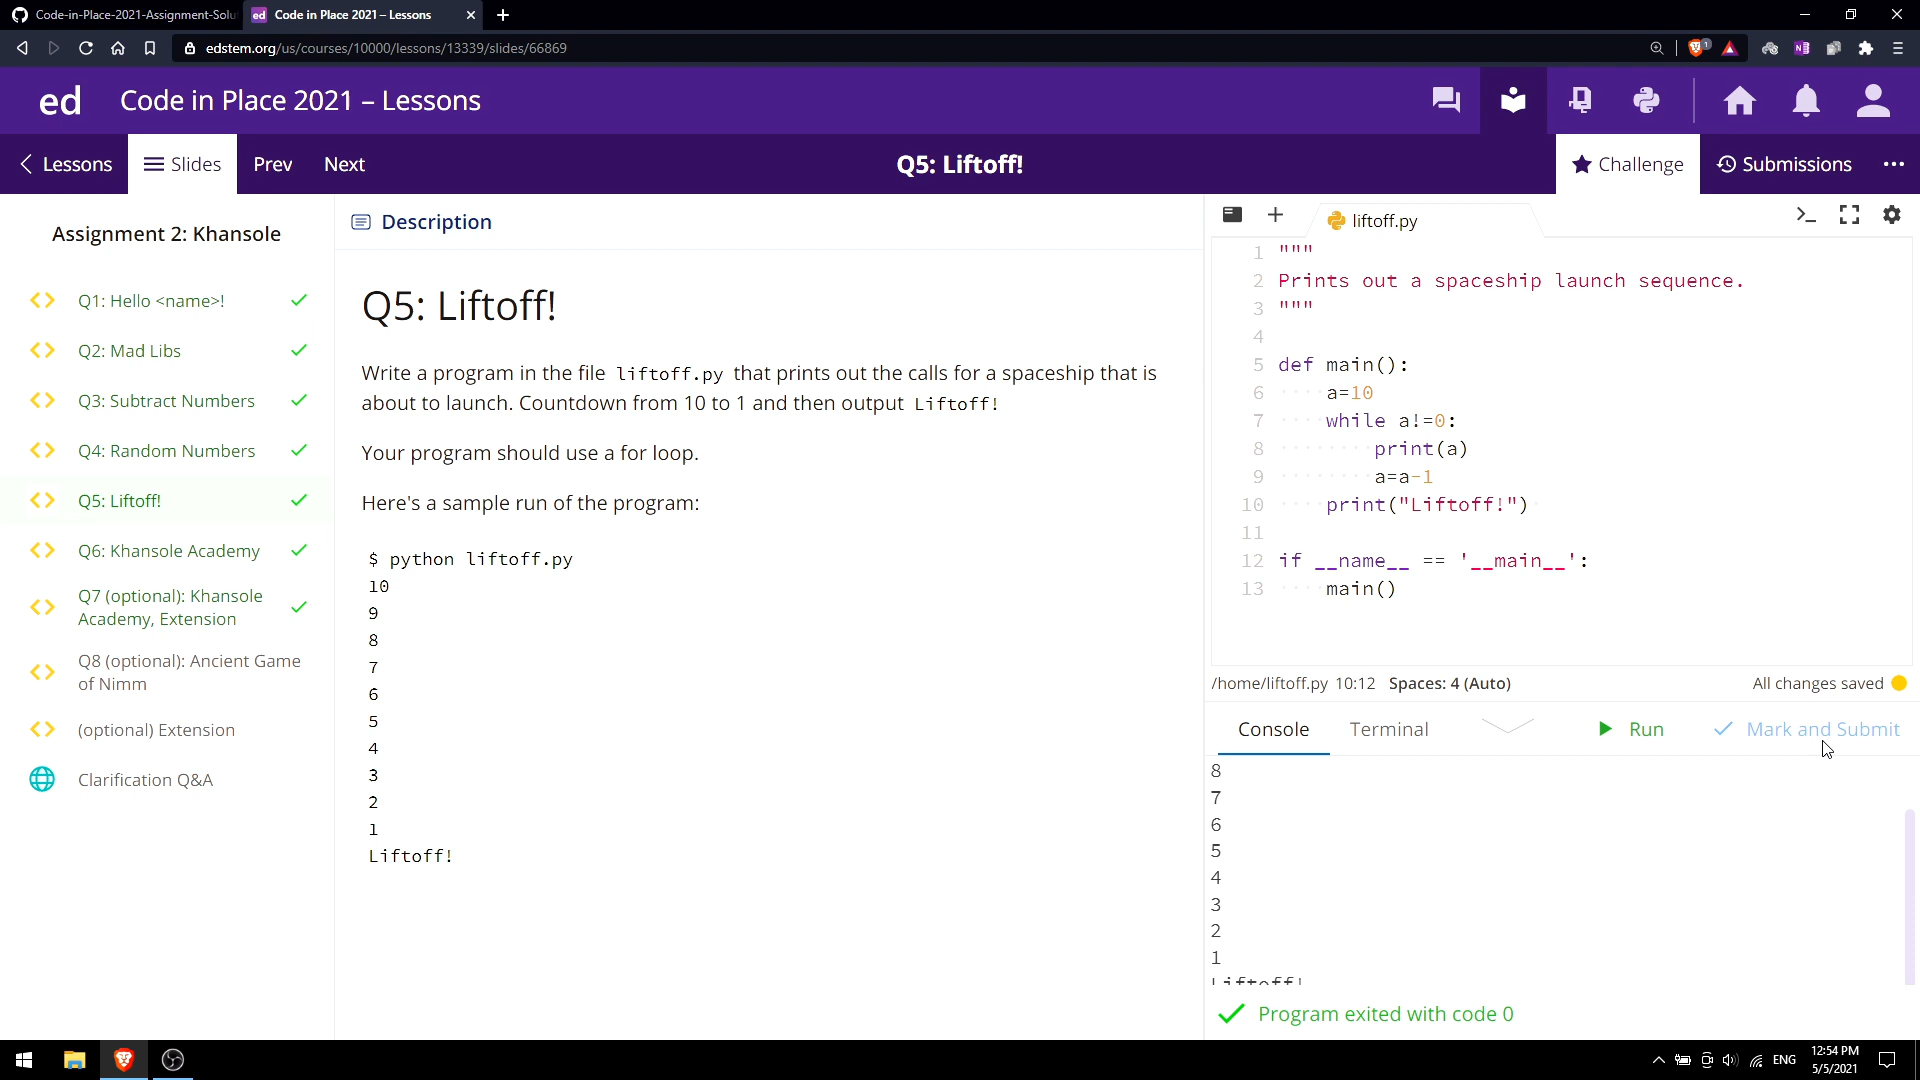 Code-in-Place-2021-Assignment-Solu
ed Code in Place 2021 – Lessons
edstem.org/us/courses/10000/lessons/13339/slides/66869
ed Code in Place 2021 – Lessons
Lessons
Slides
Prev
Next
Q5: Liftoff!
Challenge
Submissions
Assignment 2: Khansole
Q1: Hello <name>!
Q2: Mad Libs
Q3: Subtract Numbers
Q4: Random Numbers
Q5: Liftoff!
Q6: Khansole Academy
Q7 (optional): Khansole
Academy, Extension
Q8 (optional): Ancient Game
of Nimm
(optional) Extension
Clarification Q&A
Description
Q5: Liftoff!
Write a program in the file liftoff.py that prints out the calls for a spaceship that is
about to launch. Countdown from 10 to 1 and then output Liftoff!
Your program should use a for loop.
Here's a sample run of the program:
$ python liftoff.py
10
9
8
7
6
5
4
3
2
1
Liftoff!
liftoff.py
1 """
2 Prints out a spaceship launch sequence.
3 """
4
5 def main():
6     a=10
7     while a!=0:
8         print(a)
9         a=a-1
10     print("Liftoff!")
11
12 if __name__ == '__main__':
13     main()
/home/liftoff.py 10:12 Spaces: 4 (Auto)
All changes saved
Console
Terminal
Run
Mark and Submit
8
7
6
5
4
3
2
1
Liftoff!
Program exited with code 0
ENG
12:54 PM
5/5/2021